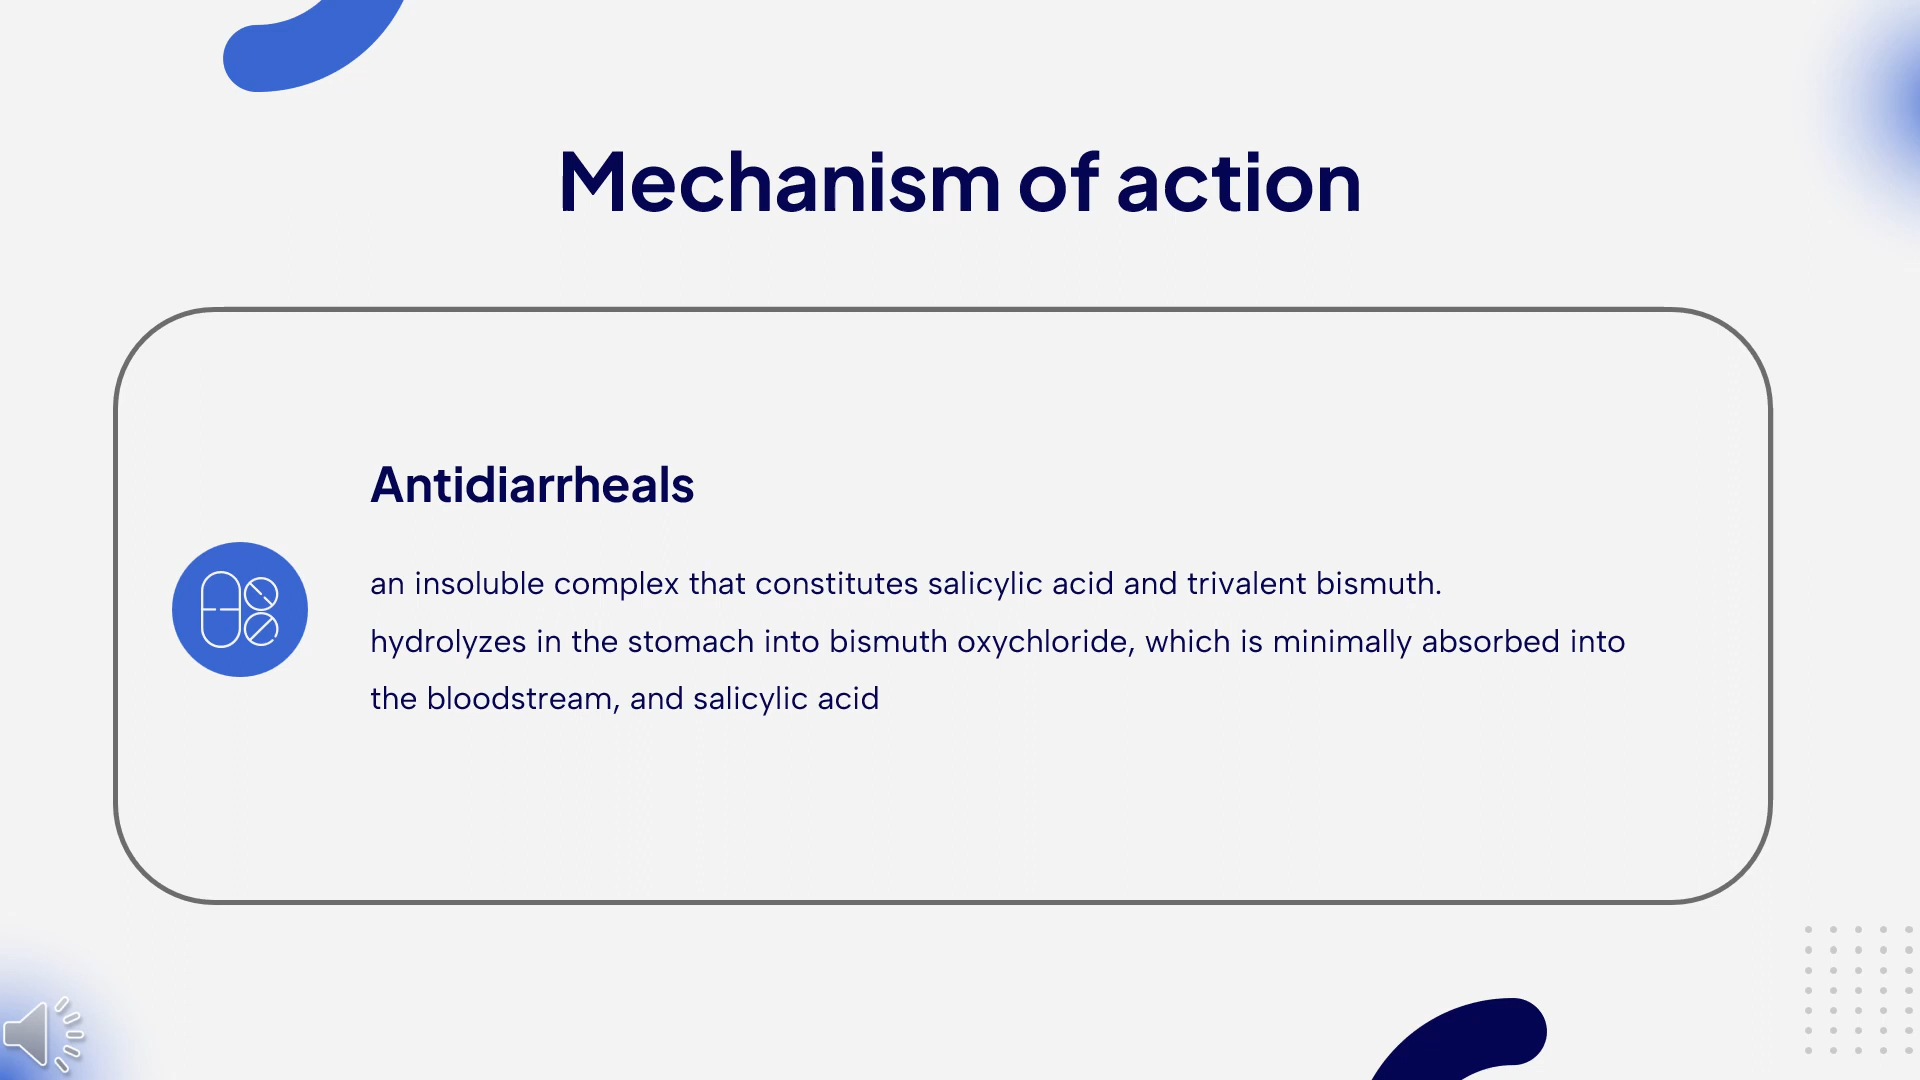 Mechanism of action
Antidiarrheals
an insoluble complex that constitutes salicylic acid and trivalent bismuth.
hydrolyzes in the stomach into bismuth oxychloride, which is minimally absorbed into
the bloodstream, and salicylic acid